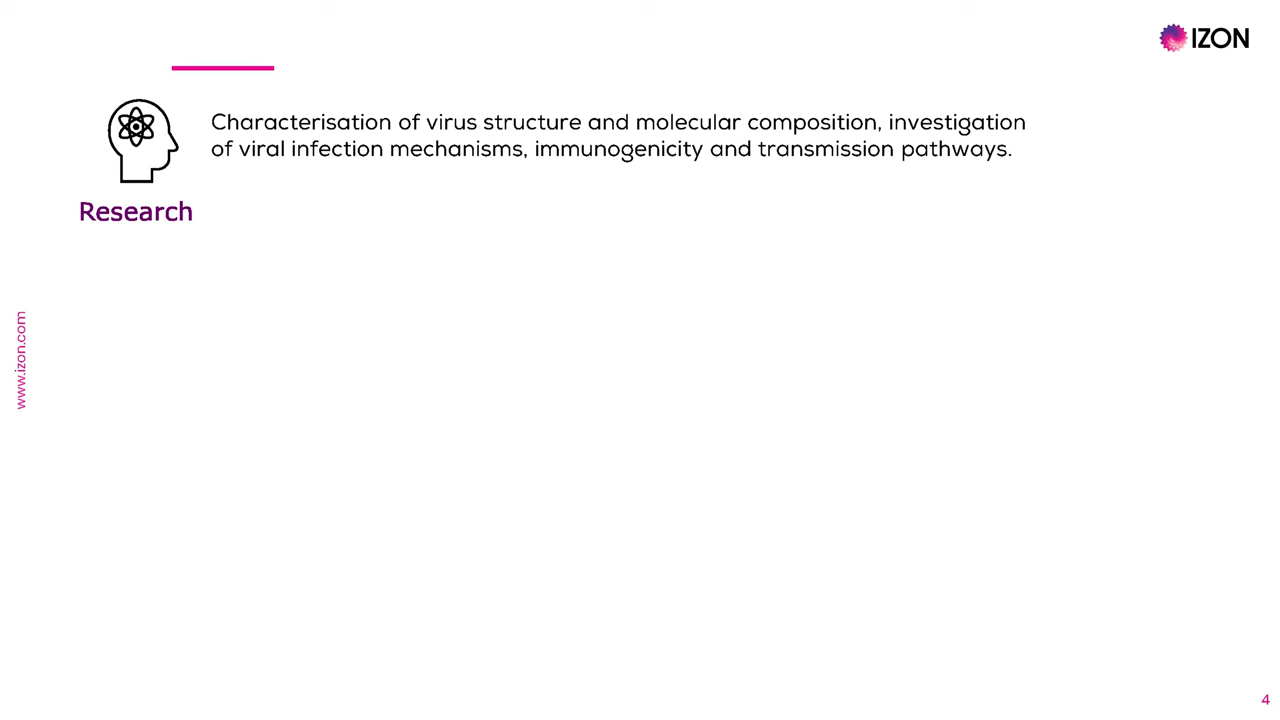 IZON
Characterisation of virus structure and molecular composition, investigation
of viral infection mechanisms, immunogenicity and transmission pathways.
Research
www.izon.com
4